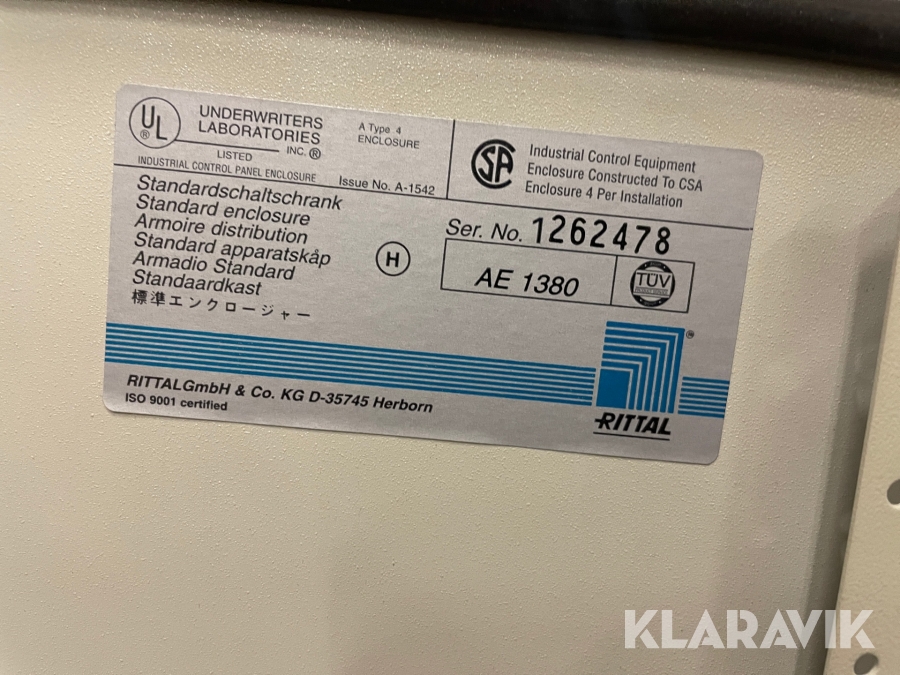 UL
®
UNDERWRITERS
LABORATORIES
INC.®
LISTED
INDUSTRIAL CONTROL PANEL ENCLOSURE
A Type 4
ENCLOSURE
Issue No. A-1542
SA
Industrial Control Equipment
Enclosure Constructed To CSA
Enclosure 4 Per Installation
Standardschaltschrank
Standard enclosure
Armoire distribution
Standard apparatskåp
Armadio Standard
Standaardkast
標準エンクロージャー
H
Ser. No. 1262478
AE 1380
TÜV
RITTAL GmbH & Co. KG D-35745 Herborn
ISO 9001 certified
®
RITTAL
KLARAVIK